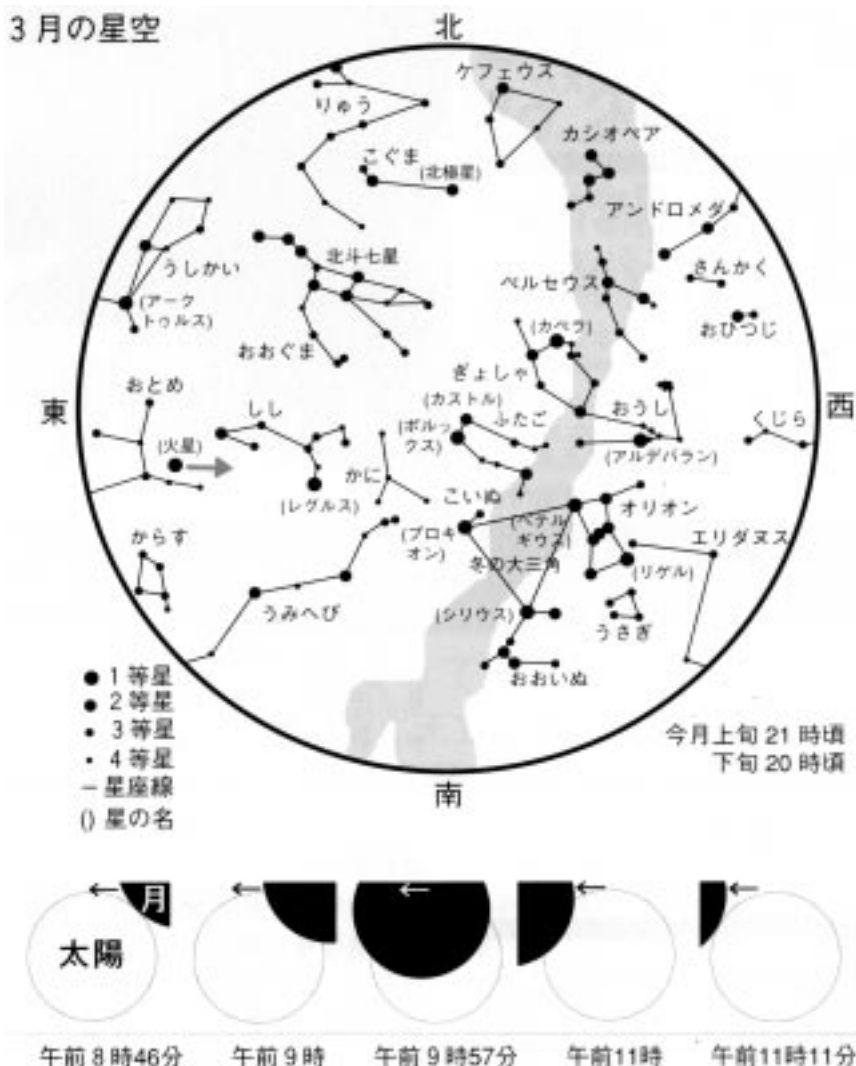 3月の星空
北
ケフェウス
りゅう
カシオペア
こぐま
(北極星)
アンドロメダ
北斗七星
うしかい
さんかく
ペルセウス
(アーク
トゥルス)
(カペラ)
おひつじ
おおぐま
ぎょしゃ
東
おとめ
(カストル)
おうし
西
しし
ふたご
くじら
(ポルッ
クス)
(火星)
(アルデバラン)
かに
(レグルス)
こいぬ
オリオン
(プロキ
オン)
(ベテル
ギウス)
エリダヌス
からす
冬の大三角
(リゲル)
うみへび
(シリウス)
うさぎ
おおいぬ
1等星
2等星
3等星
4等星
星座線
() 星の名
今月上旬 21 時頃
下旬 20 時頃
南
月
太陽
午前8時46分 午前9時 午前9時57分 午前11時 午前11時11分